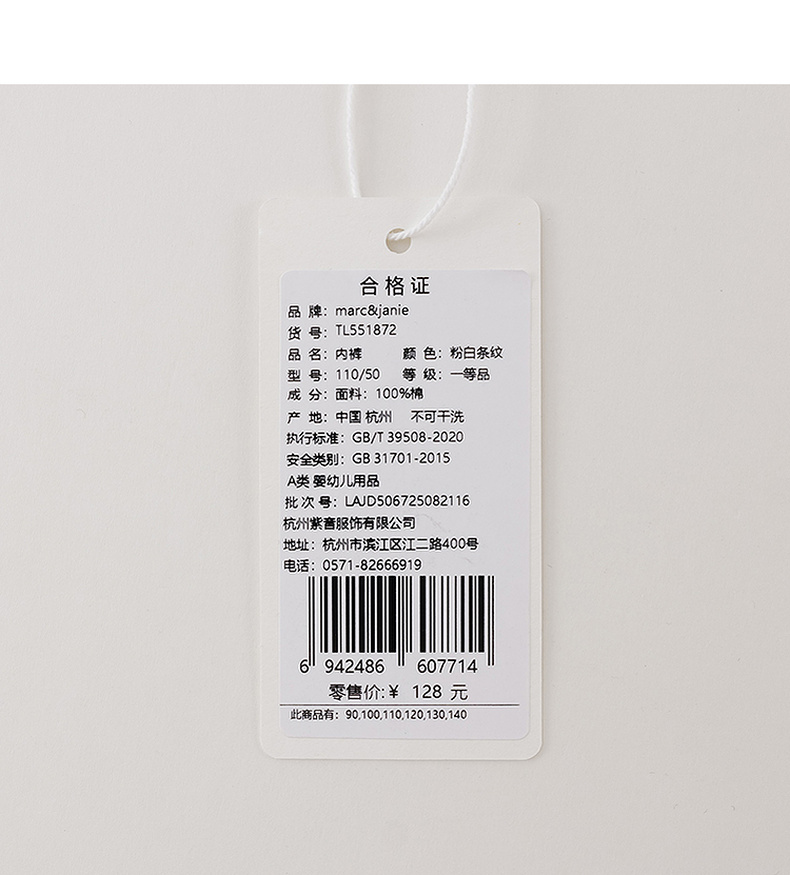 合格证
品 牌：marc&janie
货 号：TL551872
品 名：内裤 颜 色：粉白条纹
型 号：110/50 等 级：一等品
成 分：面料：100%棉
产 地：中国 杭州 不可干洗
执行标准：GB/T 39508-2020
安全类别：GB 31701-2015
A类 婴幼儿用品
批 次 号：LAJD506725082116
杭州紫音服饰有限公司
地址：杭州市滨江区江二路400号
电话：0571-82666919
6 942486 607714
零售价:¥ 128 元
此商品有：90,100,110,120,130,140